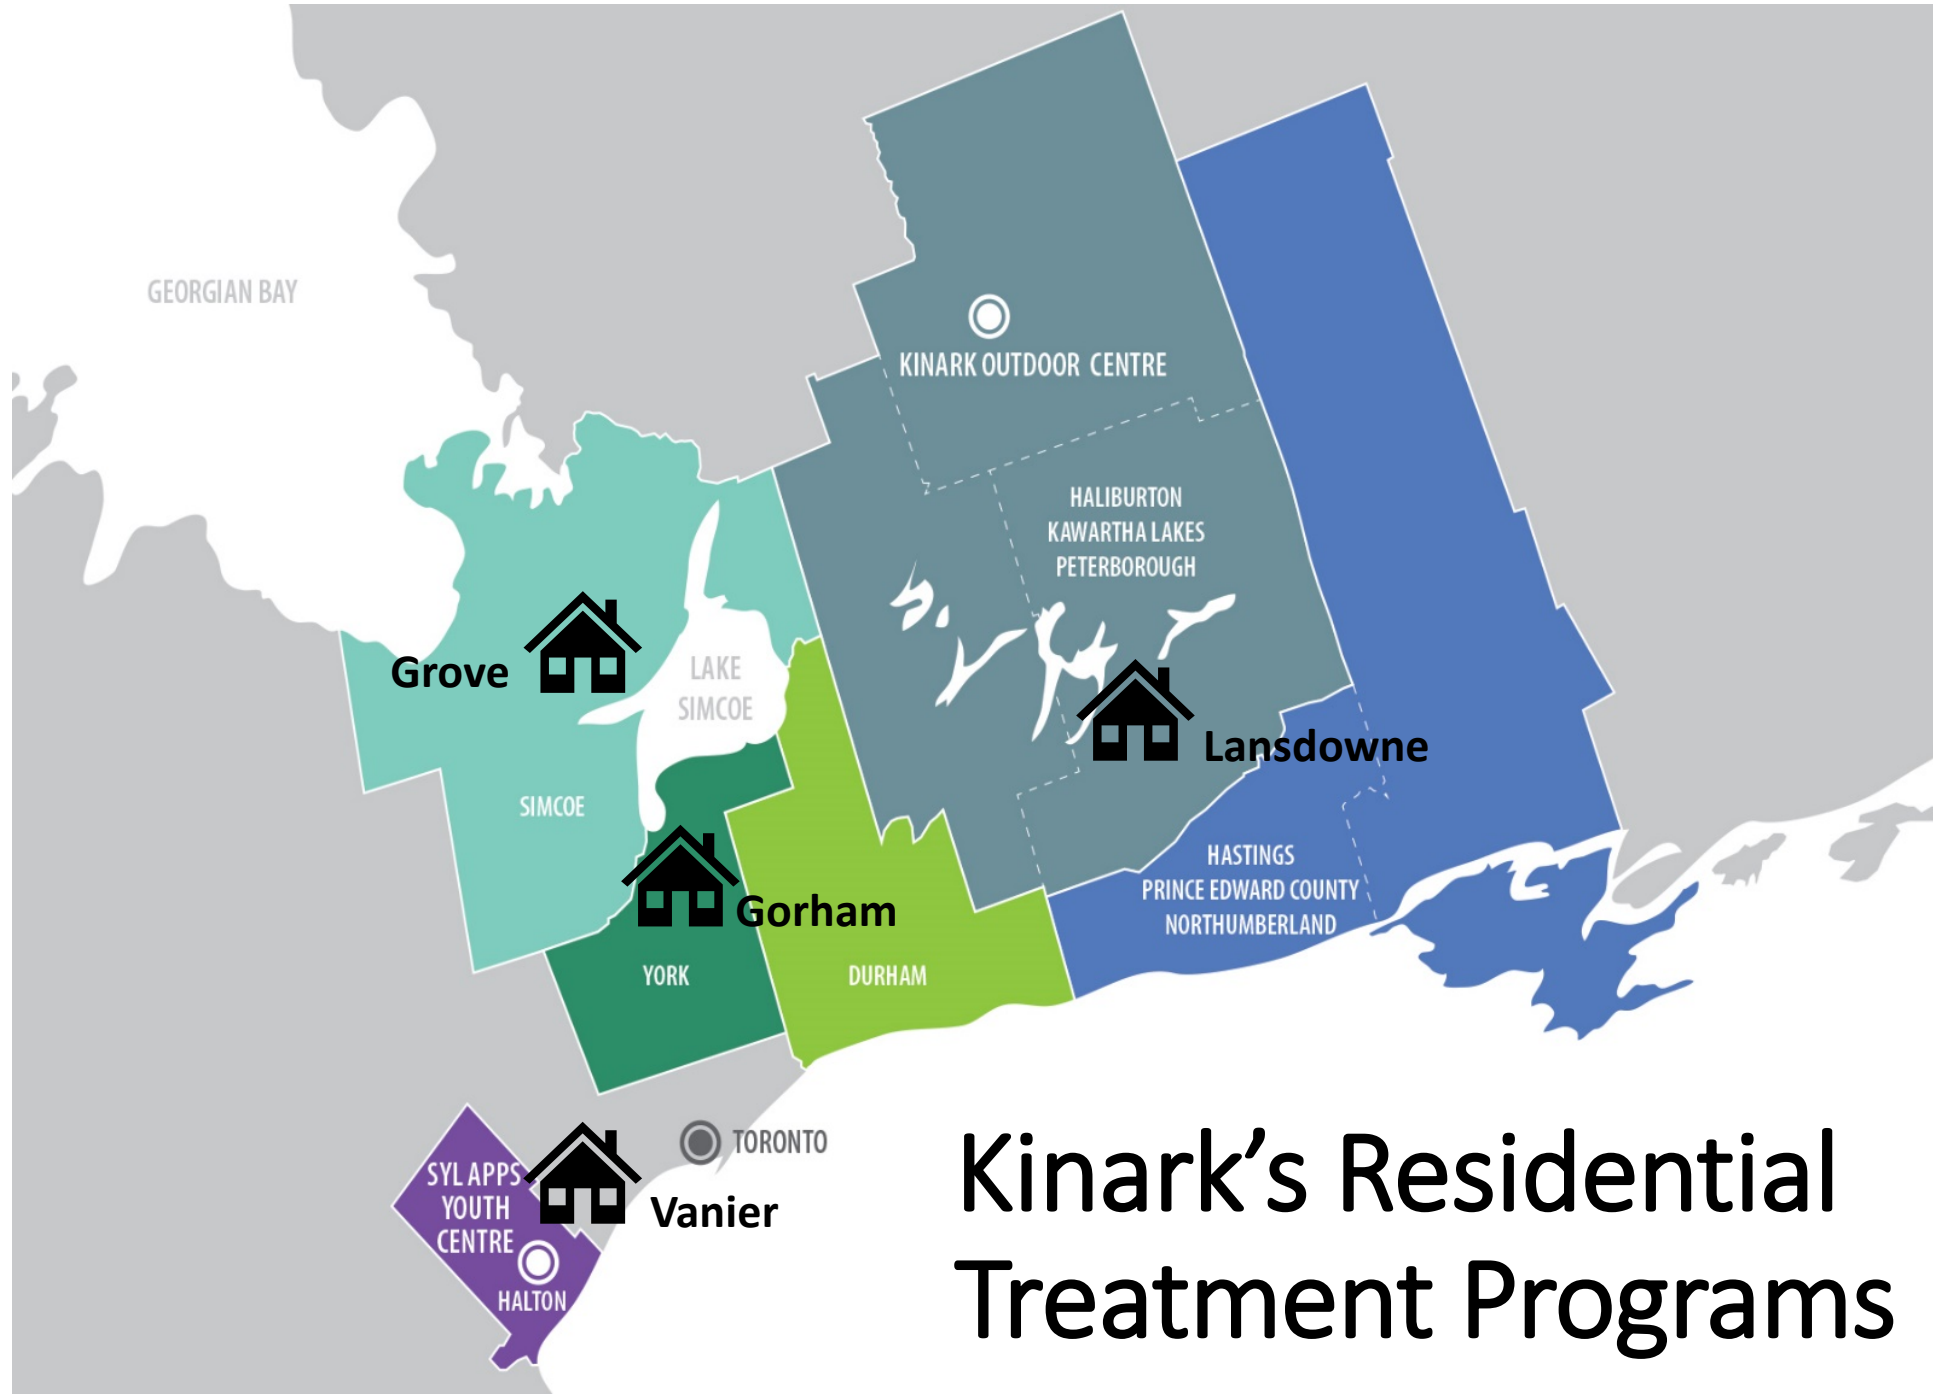 GEORGIAN BAY
KINARK OUTDOOR CENTRE
HALIBURTON
KAWARTHA LAKES
PETERBOROUGH
Grove
LAKE
SIMCOE
Lansdowne
SIMCOE
Gorham
HASTINGS
PRINCE EDWARD COUNTY
NORTHUMBERLAND
YORK
DURHAM
TORONTO
SYL APPS
YOUTH
CENTRE
Vanier
HALTON
Kinark’s Residential
Treatment Programs